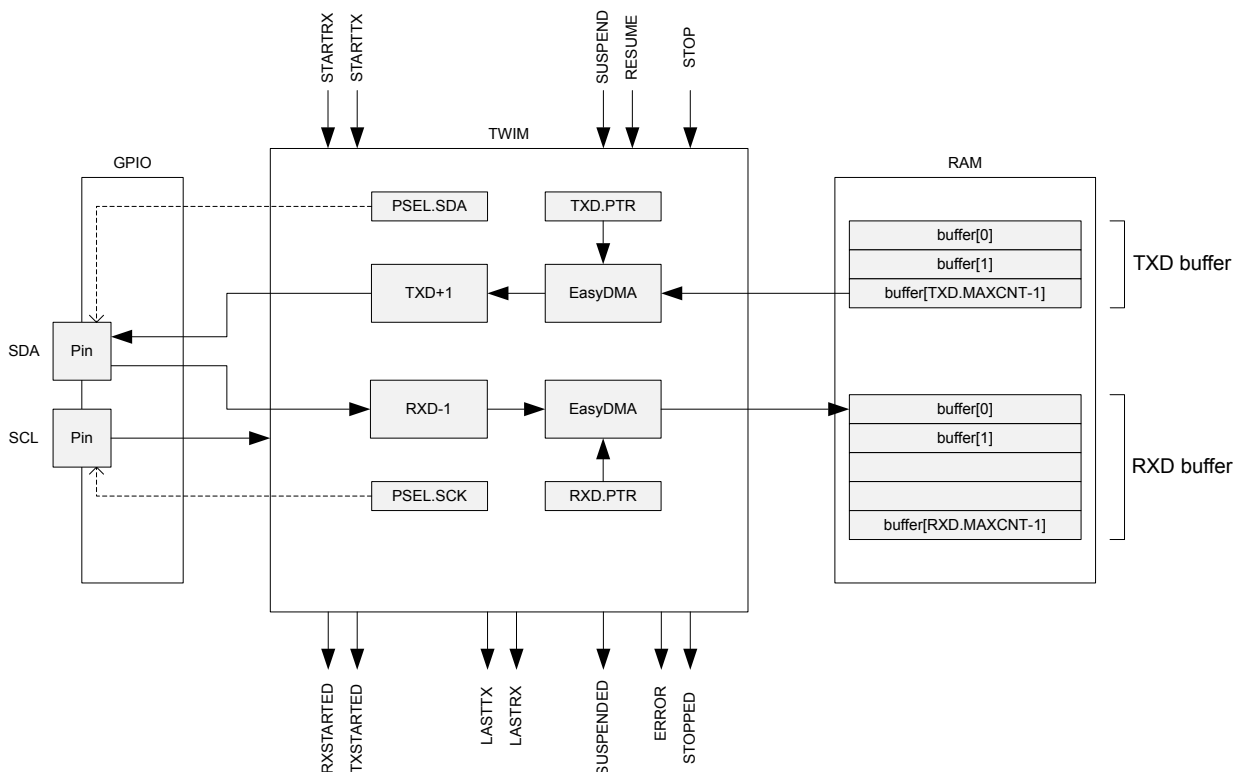 STARTRX
STARTTX
SUSPEND
RESUME
STOP
GPIO
TWIM
RAM
PSEL.SDA
TXD.PTR
buffer[0]
buffer[1]
buffer[TXD.MAXCNT-1]
TXD buffer
TXD+1
EasyDMA
SDA
Pin
RXD-1
EasyDMA
buffer[0]
buffer[1]
buffer[RXD.MAXCNT-1]
RXD buffer
SCL
Pin
PSEL.SCK
RXD.PTR
RXSTARTED
TXSTARTED
LASTTX
LASTRX
SUSPENDED
ERROR
STOPPED